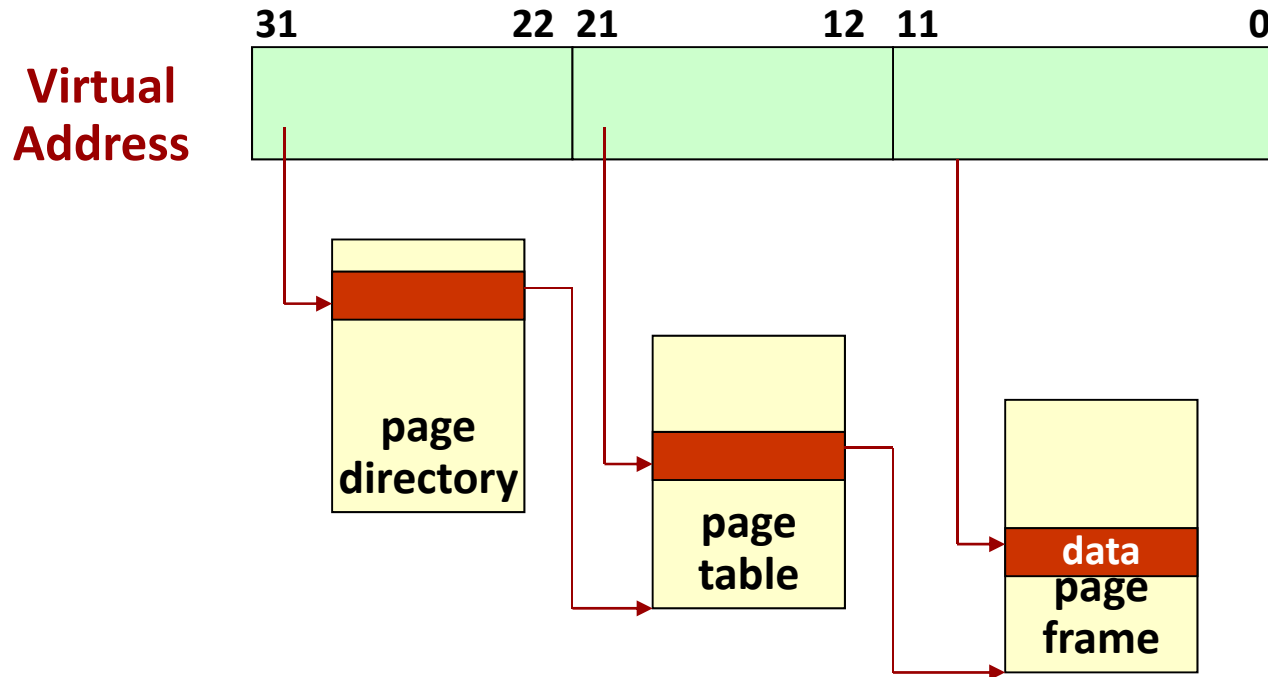 31 22 21 12 11 0
Virtual
Address
page
directory
page
table
data
page
frame